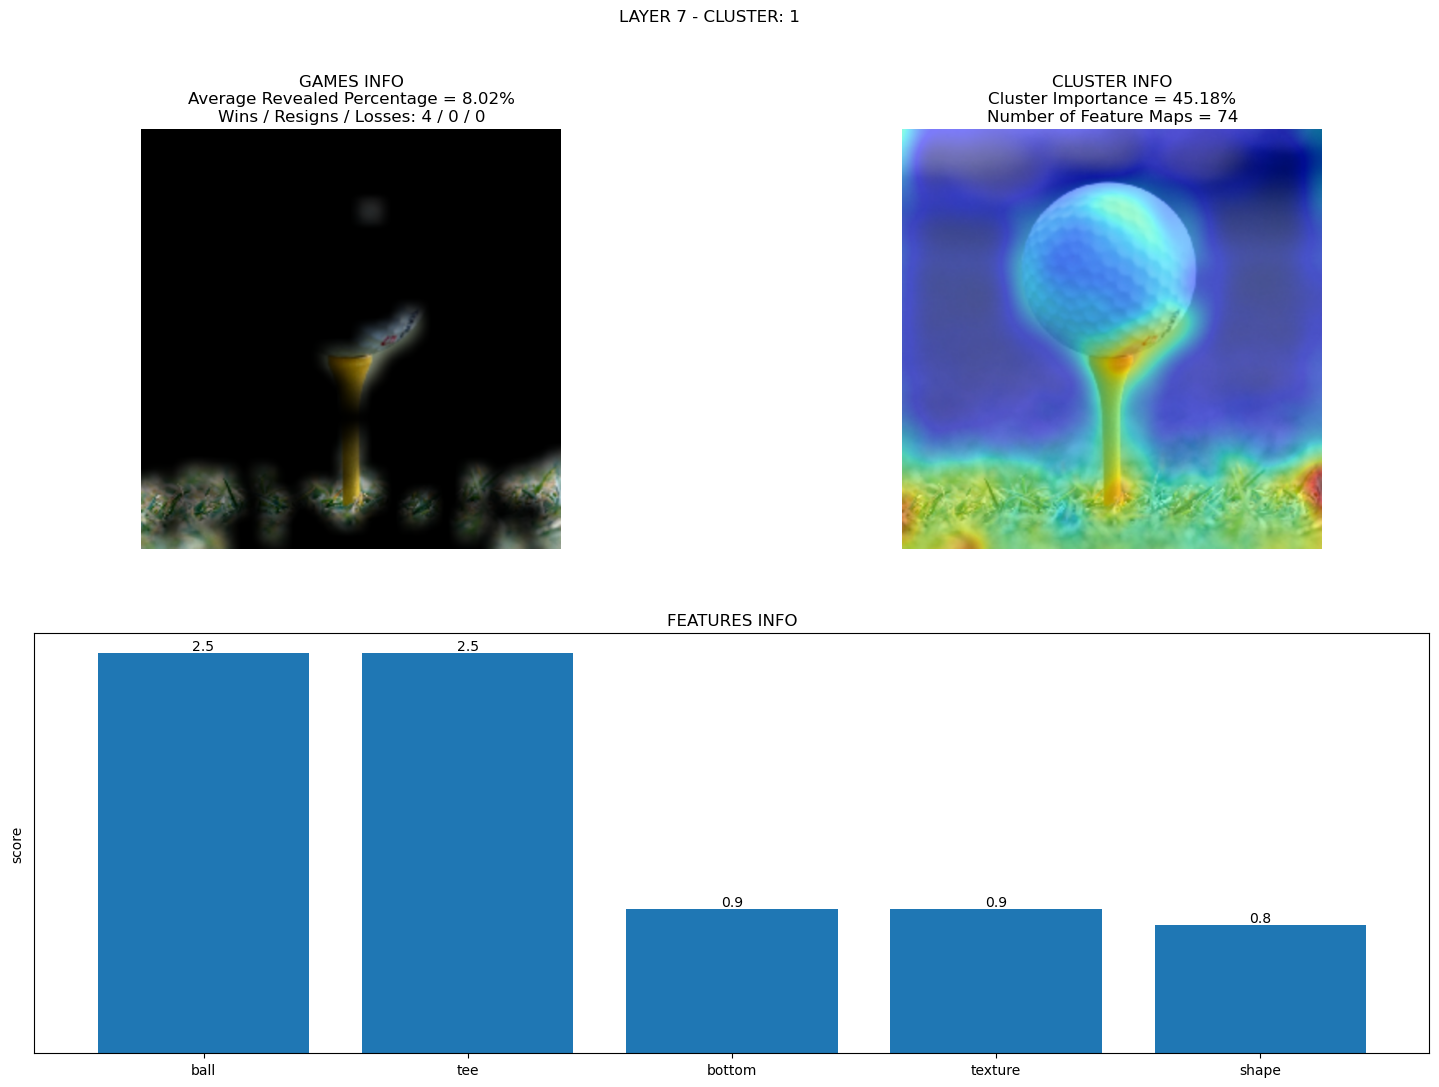 LAYER 7 - CLUSTER: 1
GAMES INFO
Average Revealed Percentage = 8.02%
Wins / Resigns / Losses: 4 / 0 / 0
CLUSTER INFO
Cluster Importance = 45.18%
Number of Feature Maps = 74
FEATURES INFO
score
2.5
2.5
0.9
0.9
0.8
ball
tee
bottom
texture
shape